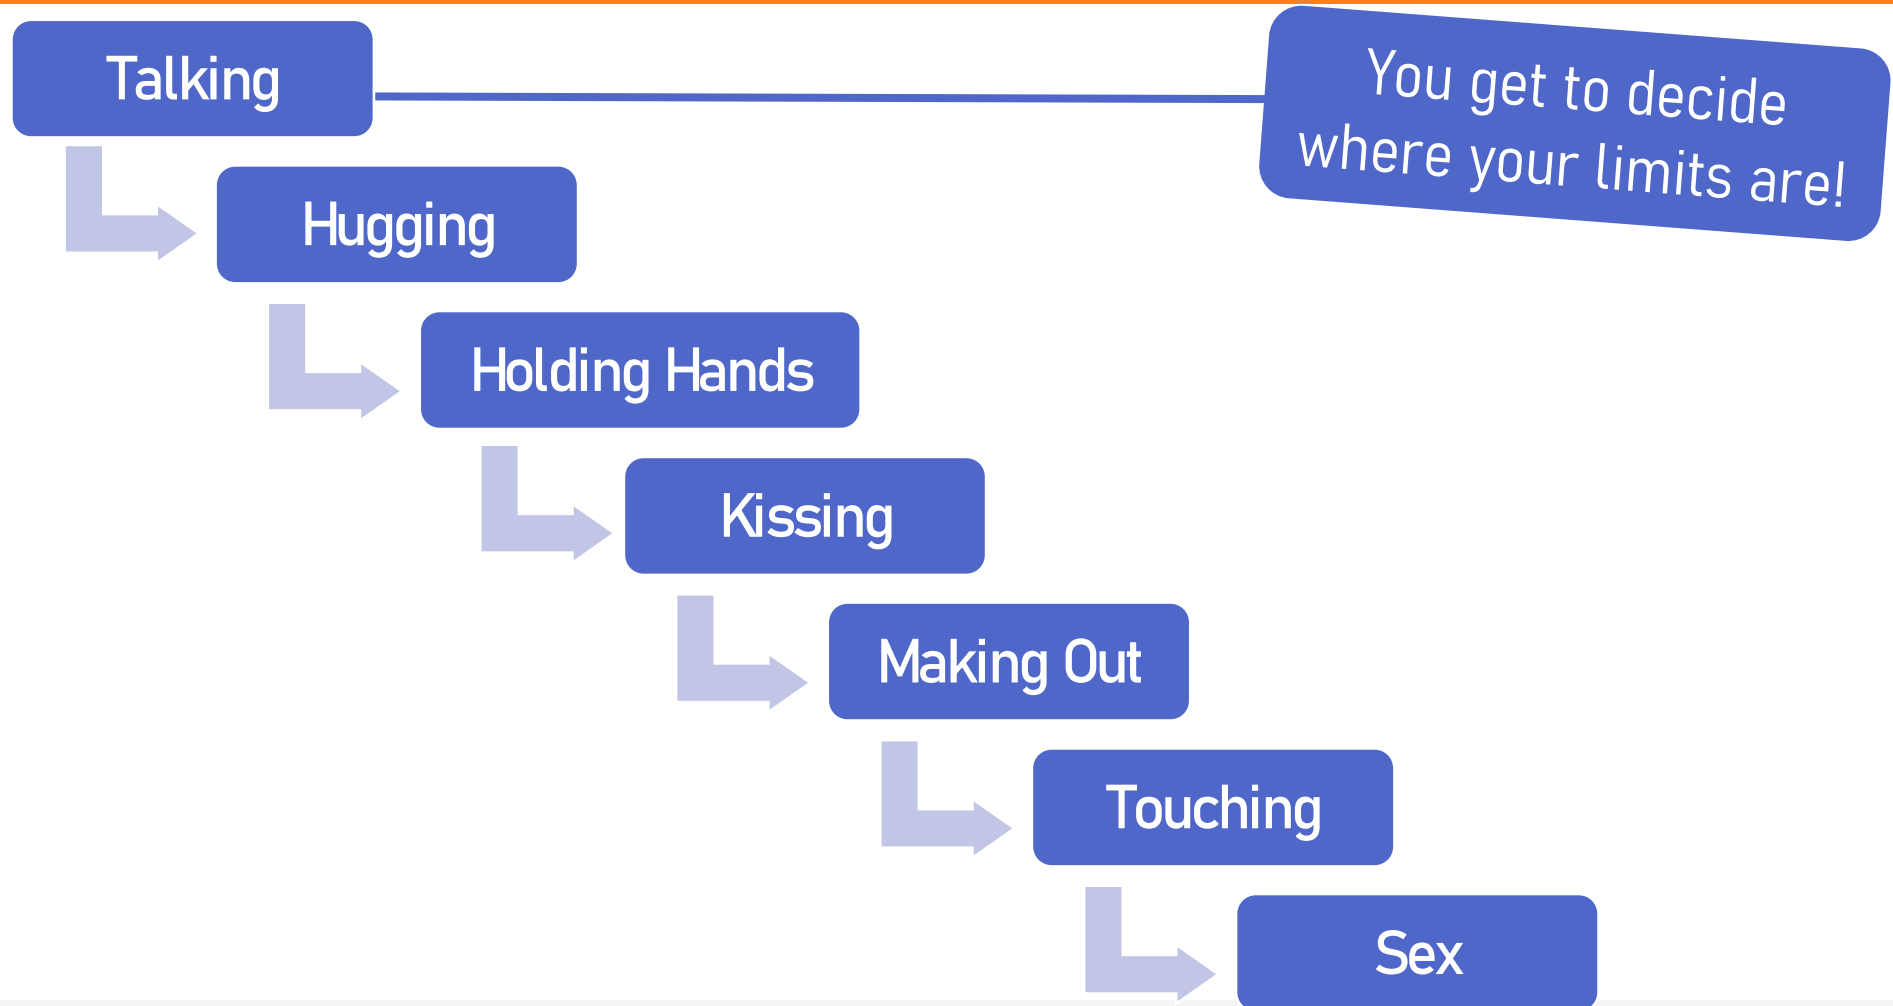 Talking
You get to decide
where your limits are!
Hugging
Holding Hands
Kissing
Making Out
Touching
Sex